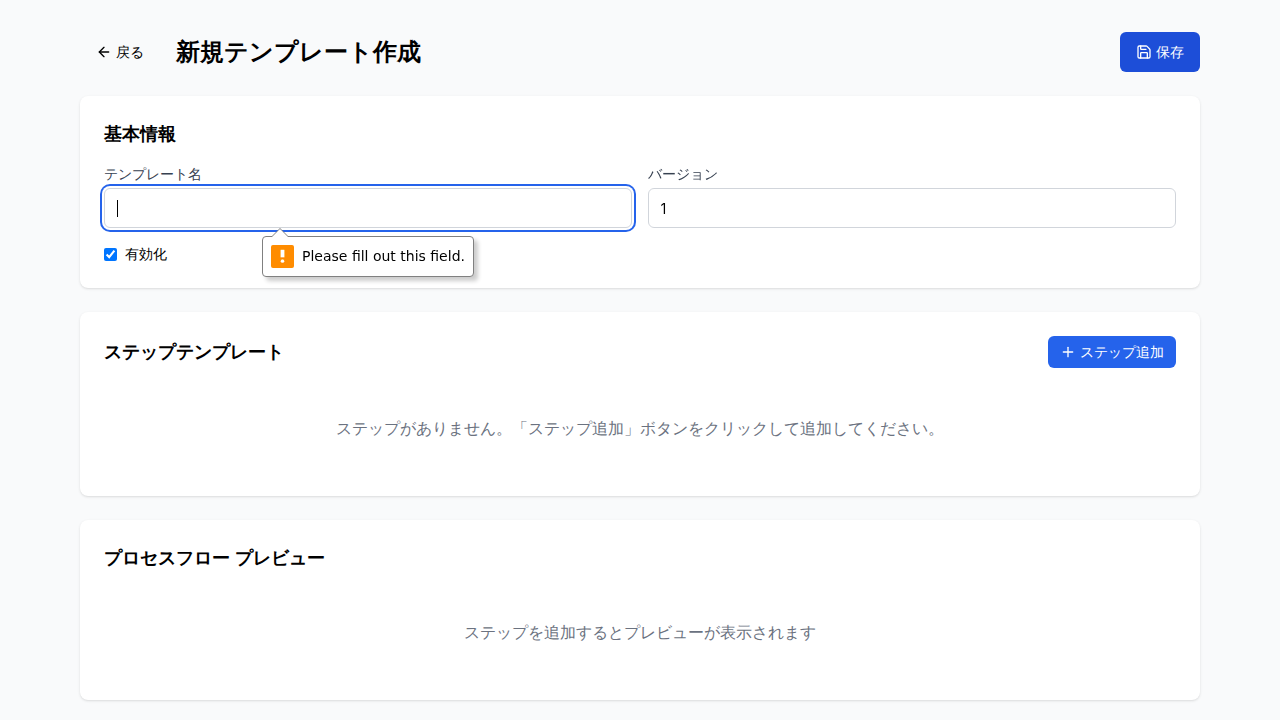 戻る
新規テンプレート作成
保存
基本情報
テンプレート名
バージョン
1
有効化
Please fill out this field.
ステップテンプレート
ステップ追加
ステップがありません。「ステップ追加」ボタンをクリックして追加してください。
プロセスフロー プレビュー
ステップを追加するとプレビューが表示されます